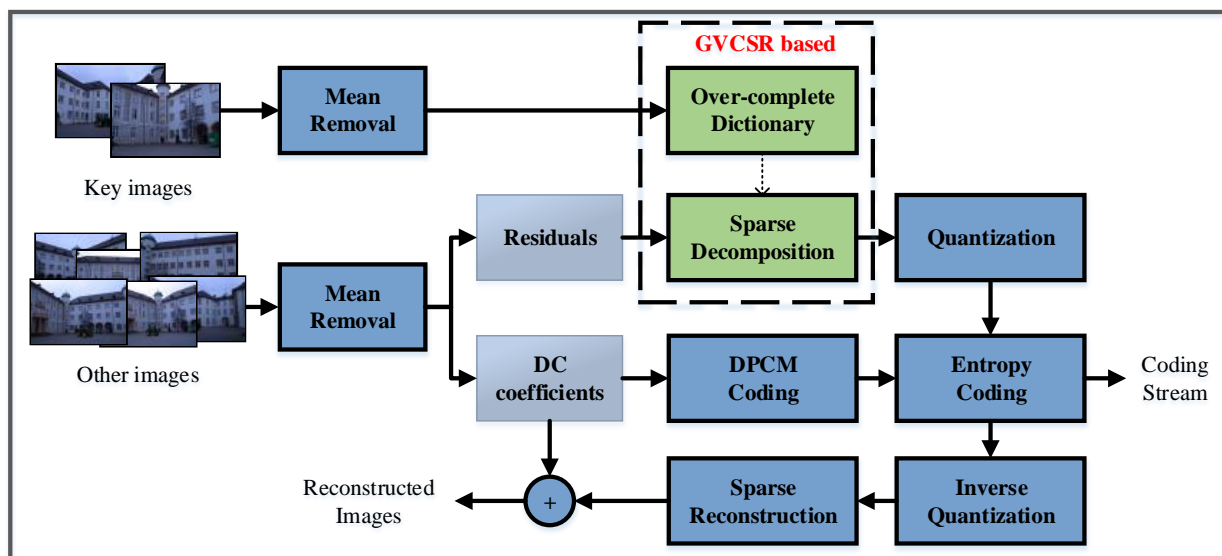 GVCSR based
Mean
Removal
Over-complete
Dictionary
Key images
Residuals
Sparse
Decomposition
Quantization
Mean
Removal
Other images
DC
coefficients
DPCM
Coding
Entropy
Coding
Coding
Stream
Reconstructed
Images
+
Sparse
Reconstruction
Inverse
Quantization